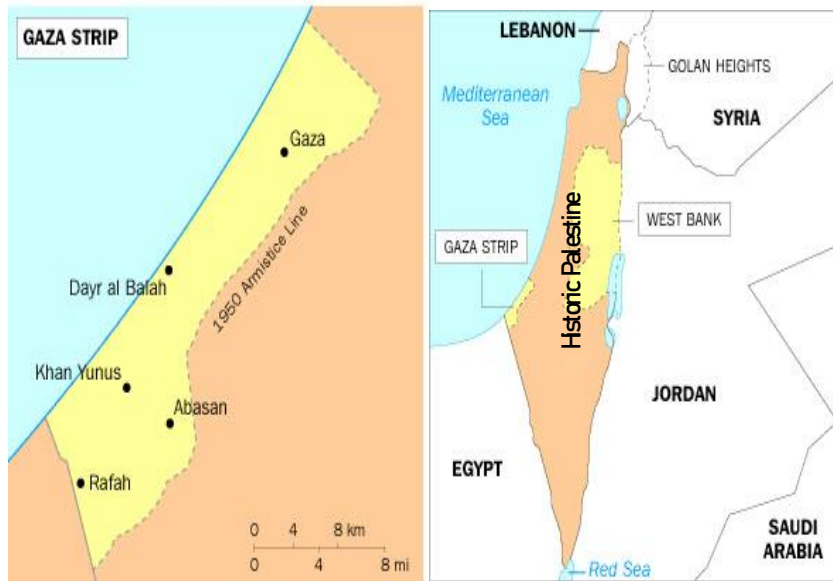 GAZA STRIP
Gaza
1950 Armistice Line
Dayr al Balah
Khan Yunus
Abasan
Rafah
0 4 8 km
0 4 8 mi
LEBANON
GOLAN HEIGHTS
Mediterranean
Sea
SYRIA
Historic Palestine
WEST BANK
GAZA STRIP
JORDAN
EGYPT
SAUDI
ARABIA
Red Sea